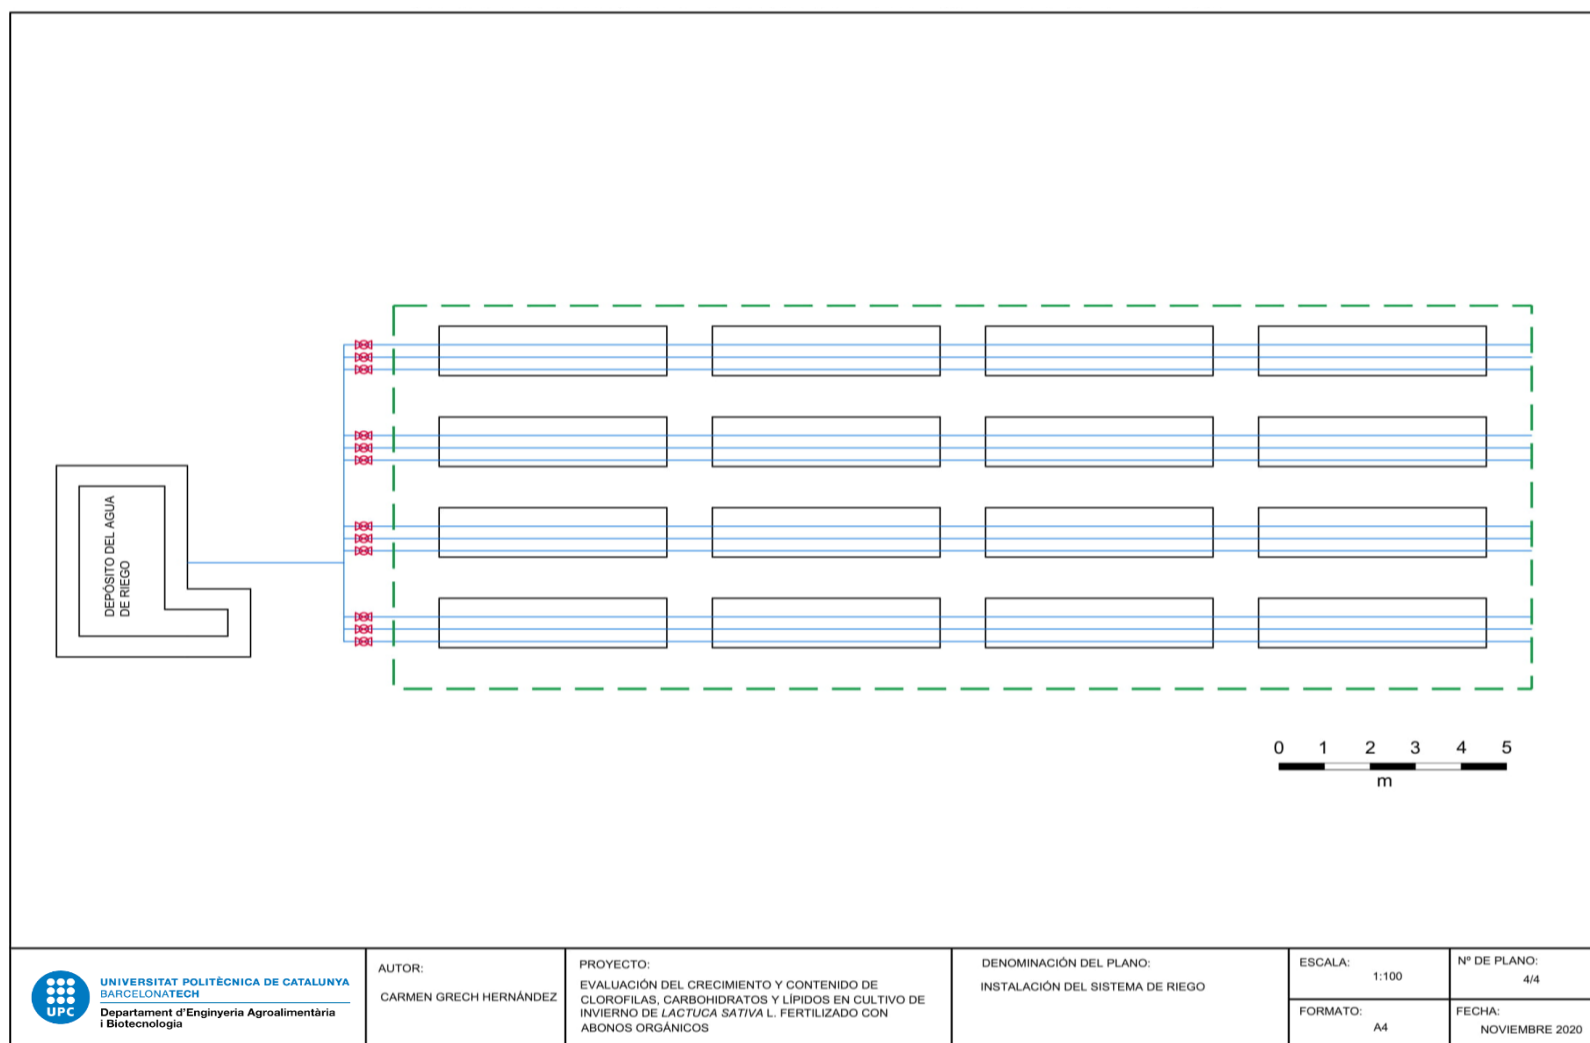 DEPÓSITO DEL AGUA
DE RIEGO
0 1 2 3 4 5
m
UPC
UNIVERSITAT POLITÈCNICA DE CATALUNYA
BARCELONATECH
Departament d'Enginyeria Agroalimentària
i Biotecnologia
AUTOR:
CARMEN GRECH HERNÁNDEZ
PROYECTO:
EVALUACIÓN DEL CRECIMIENTO Y CONTENIDO DE
CLOROFILAS, CARBOHIDRATOS Y LÍPIDOS EN CULTIVO DE
INVIERNO DE LACTUCA SATIVA L. FERTILIZADO CON
ABONOS ORGÁNICOS
DENOMINACIÓN DEL PLANO:
INSTALACIÓN DEL SISTEMA DE RIEGO
ESCALA:
1:100
Nº DE PLANO:
4/4
FORMATO:
A4
FECHA:
NOVIEMBRE 2020